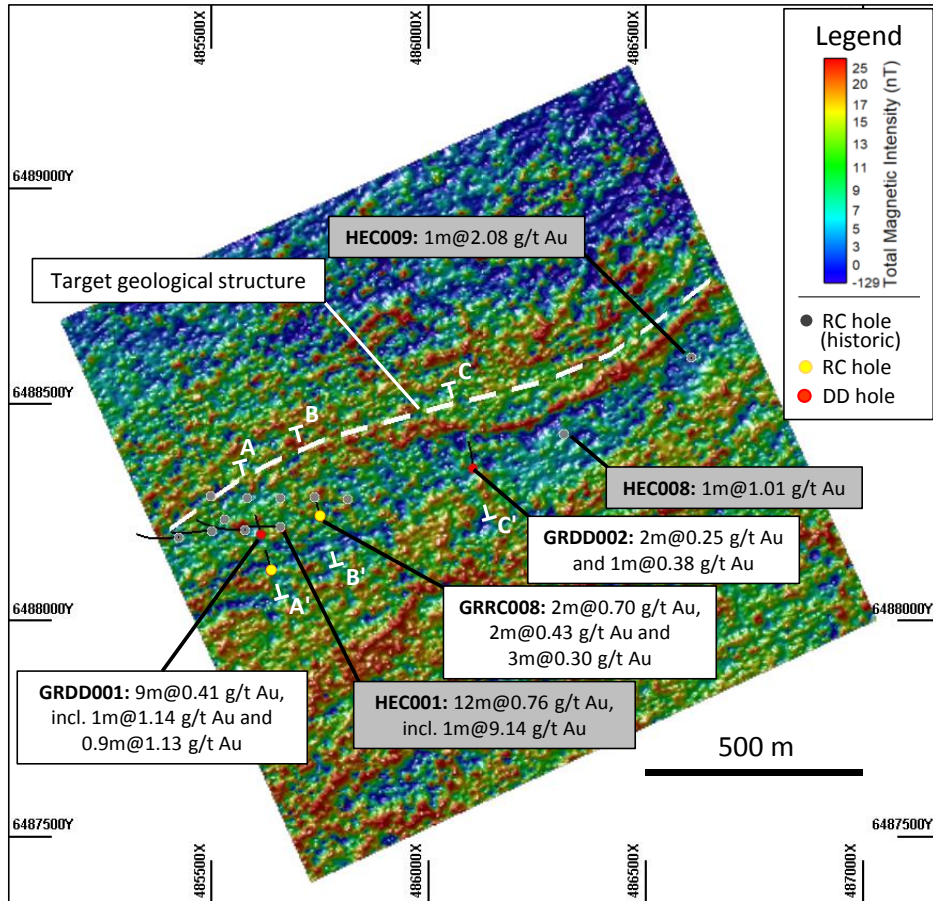 485500X
486000X
486500X
Legend
25
20
17
15
13
11
9
7
5
3
0
-129
Total Magnetic Intensity (nT)
RC hole
(historic)
RC hole
DD hole
6489000Y
HEC009: 1m@2.08 g/t Au
Target geological structure
6488500Y
C
B
A
HEC008: 1m@1.01 g/t Au
C'
GRDD002: 2m@0.25 g/t Au
and 1m@0.38 g/t Au
B'
A'
6488000Y
6488000Y
GRRC008: 2m@0.70 g/t Au,
2m@0.43 g/t Au and
3m@0.30 g/t Au
GRDD001: 9m@0.41 g/t Au,
incl. 1m@1.14 g/t Au and
0.9m@1.13 g/t Au
HEC001: 12m@0.76 g/t Au,
incl. 1m@9.14 g/t Au
500 m
6487500Y
6487500Y
485500X
486000X
486500X
487000X